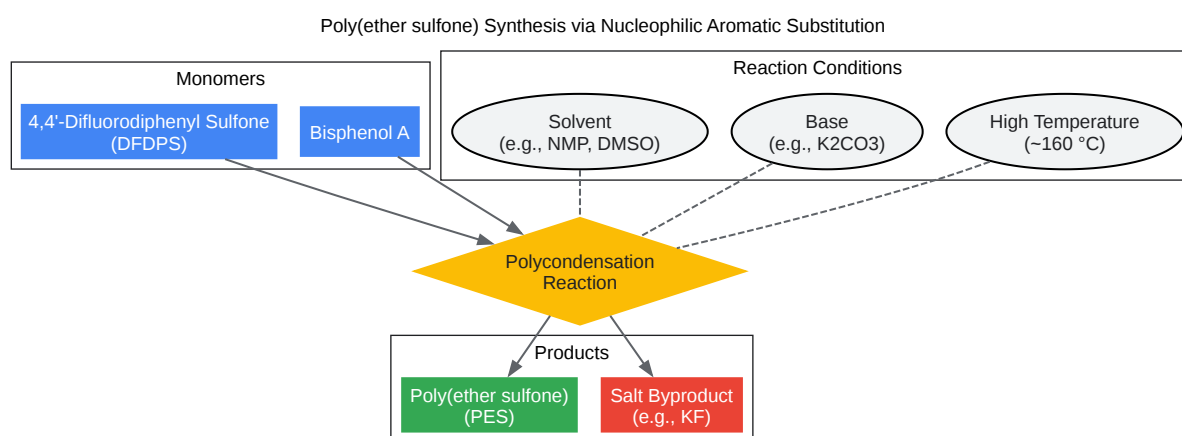 Poly(ether sulfone) Synthesis via Nucleophilic Aromatic Substitution
Monomers
4,4'-Difluorodiphenyl Sulfone
(DFDPS)
Bisphenol A
Reaction Conditions
Solvent
(e.g., NMP, DMSO)
Base
(e.g., K2CO3)
High Temperature
(~160 °C)
Polycondensation
Reaction
Products
Poly(ether sulfone)
(PES)
Salt Byproduct
(e.g., KF)